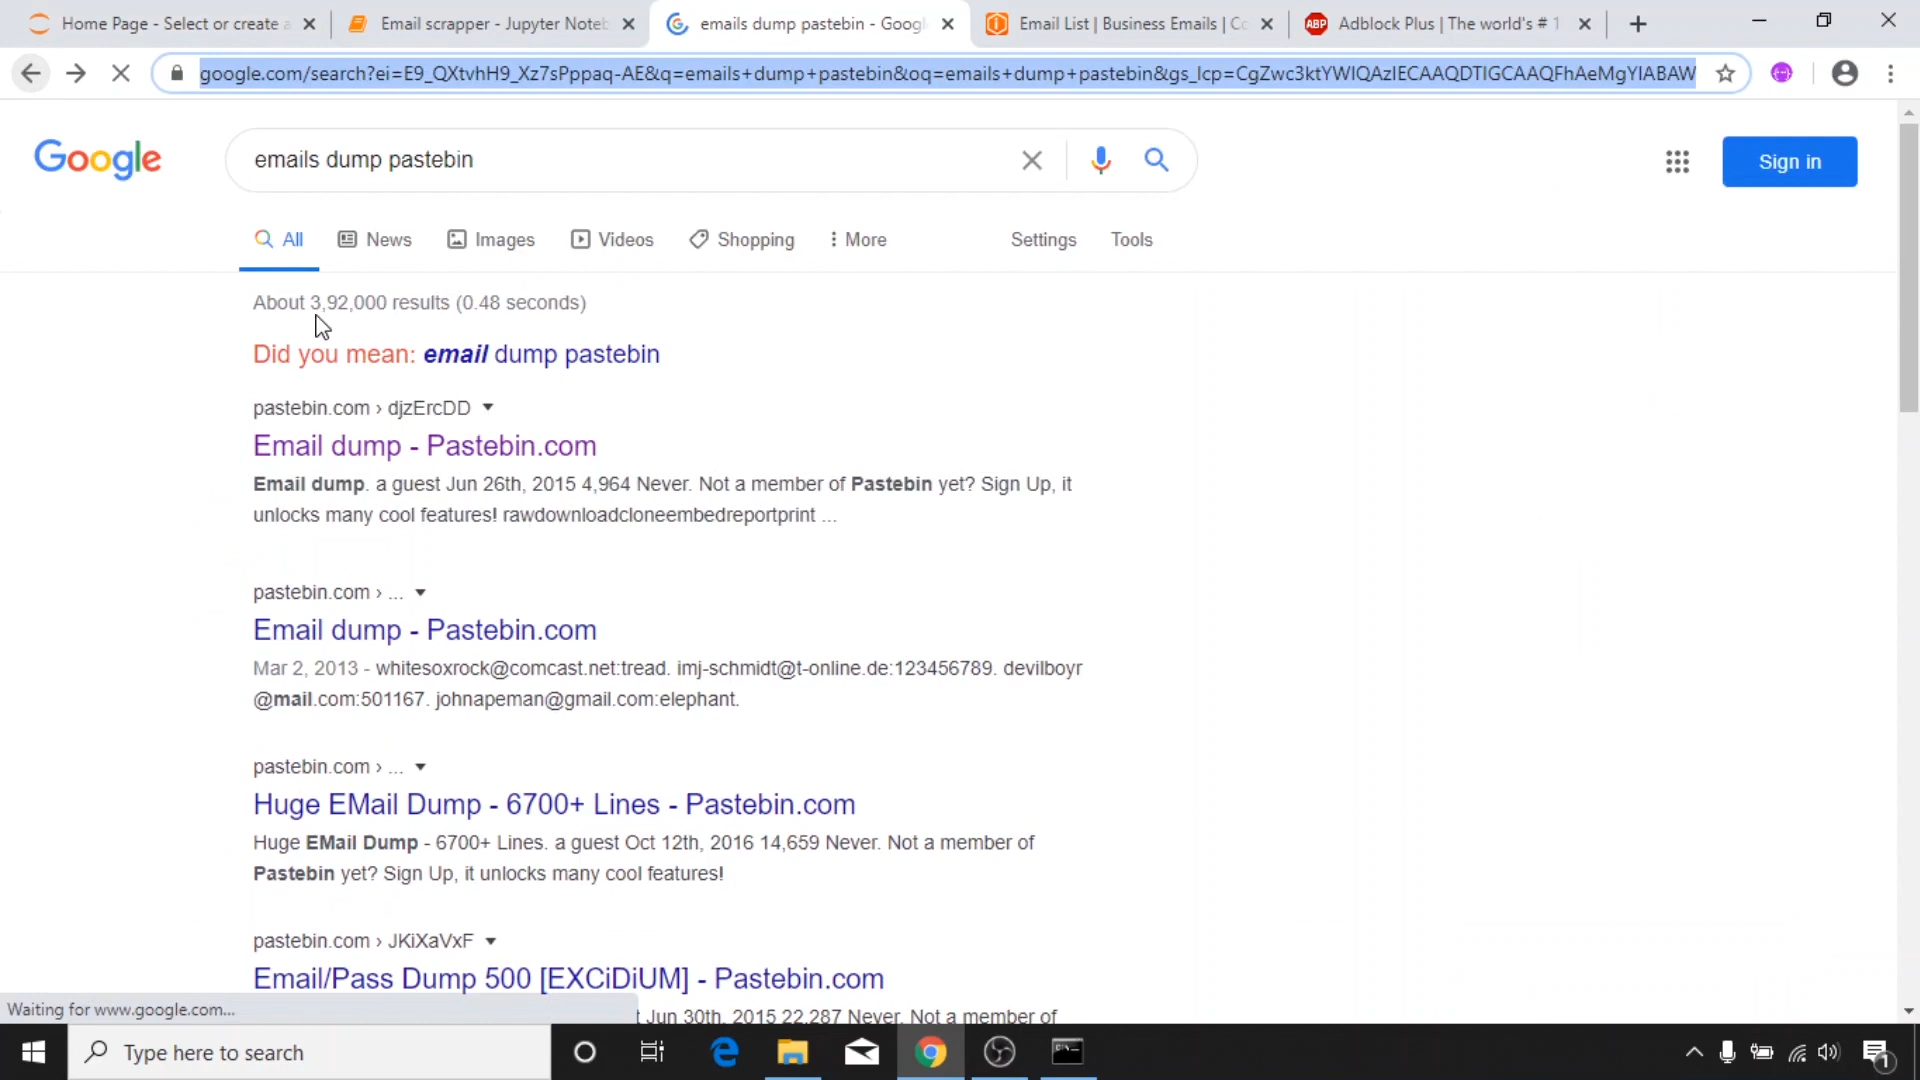 Home Page - Select or create a
Email scrapper - Jupyter Noteb
emails dump pastebin - Googl
Email List | Business Emails | Co
ABP
Adblock Plus | The world's # 1
google.com/search?ei=E9_QXtvhH9_Xz7sPppaq-AE&q=emails+dump+pastebin&oq=emails+dump+pastebin&gs_lcp=CgZwc3ktYWIQAzIECAAQDTIGCAAQFhAeMgYIABAW
Google
emails dump pastebin
Sign in
All
News
Images
Videos
Shopping
More
Settings
Tools
About 3,92,000 results (0.48 seconds)
Did you mean: email dump pastebin
pastebin.com › djzErcDD
Email dump - Pastebin.com
Email dump. a guest Jun 26th, 2015 4,964 Never. Not a member of Pastebin yet? Sign Up, it
unlocks many cool features! rawdownloadcloneembedreportprint ...
pastebin.com › ...
Email dump - Pastebin.com
Mar 2, 2013 - whitesoxrock@comcast.net:tread. imj-schmidt@t-online.de:123456789. devilboyr
@mail.com:501167. johnapeman@gmail.com:elephant.
pastebin.com › ...
Huge EMail Dump - 6700+ Lines - Pastebin.com
Huge EMail Dump - 6700+ Lines. a guest Oct 12th, 2016 14,659 Never. Not a member of
Pastebin yet? Sign Up, it unlocks many cool features!
pastebin.com › JKiXaVxF
Email/Pass Dump 500 [EXCiDiUM] - Pastebin.com
t Jun 30th, 2015 22,287 Never. Not a member of
Waiting for www.google.com...
Type here to search
1